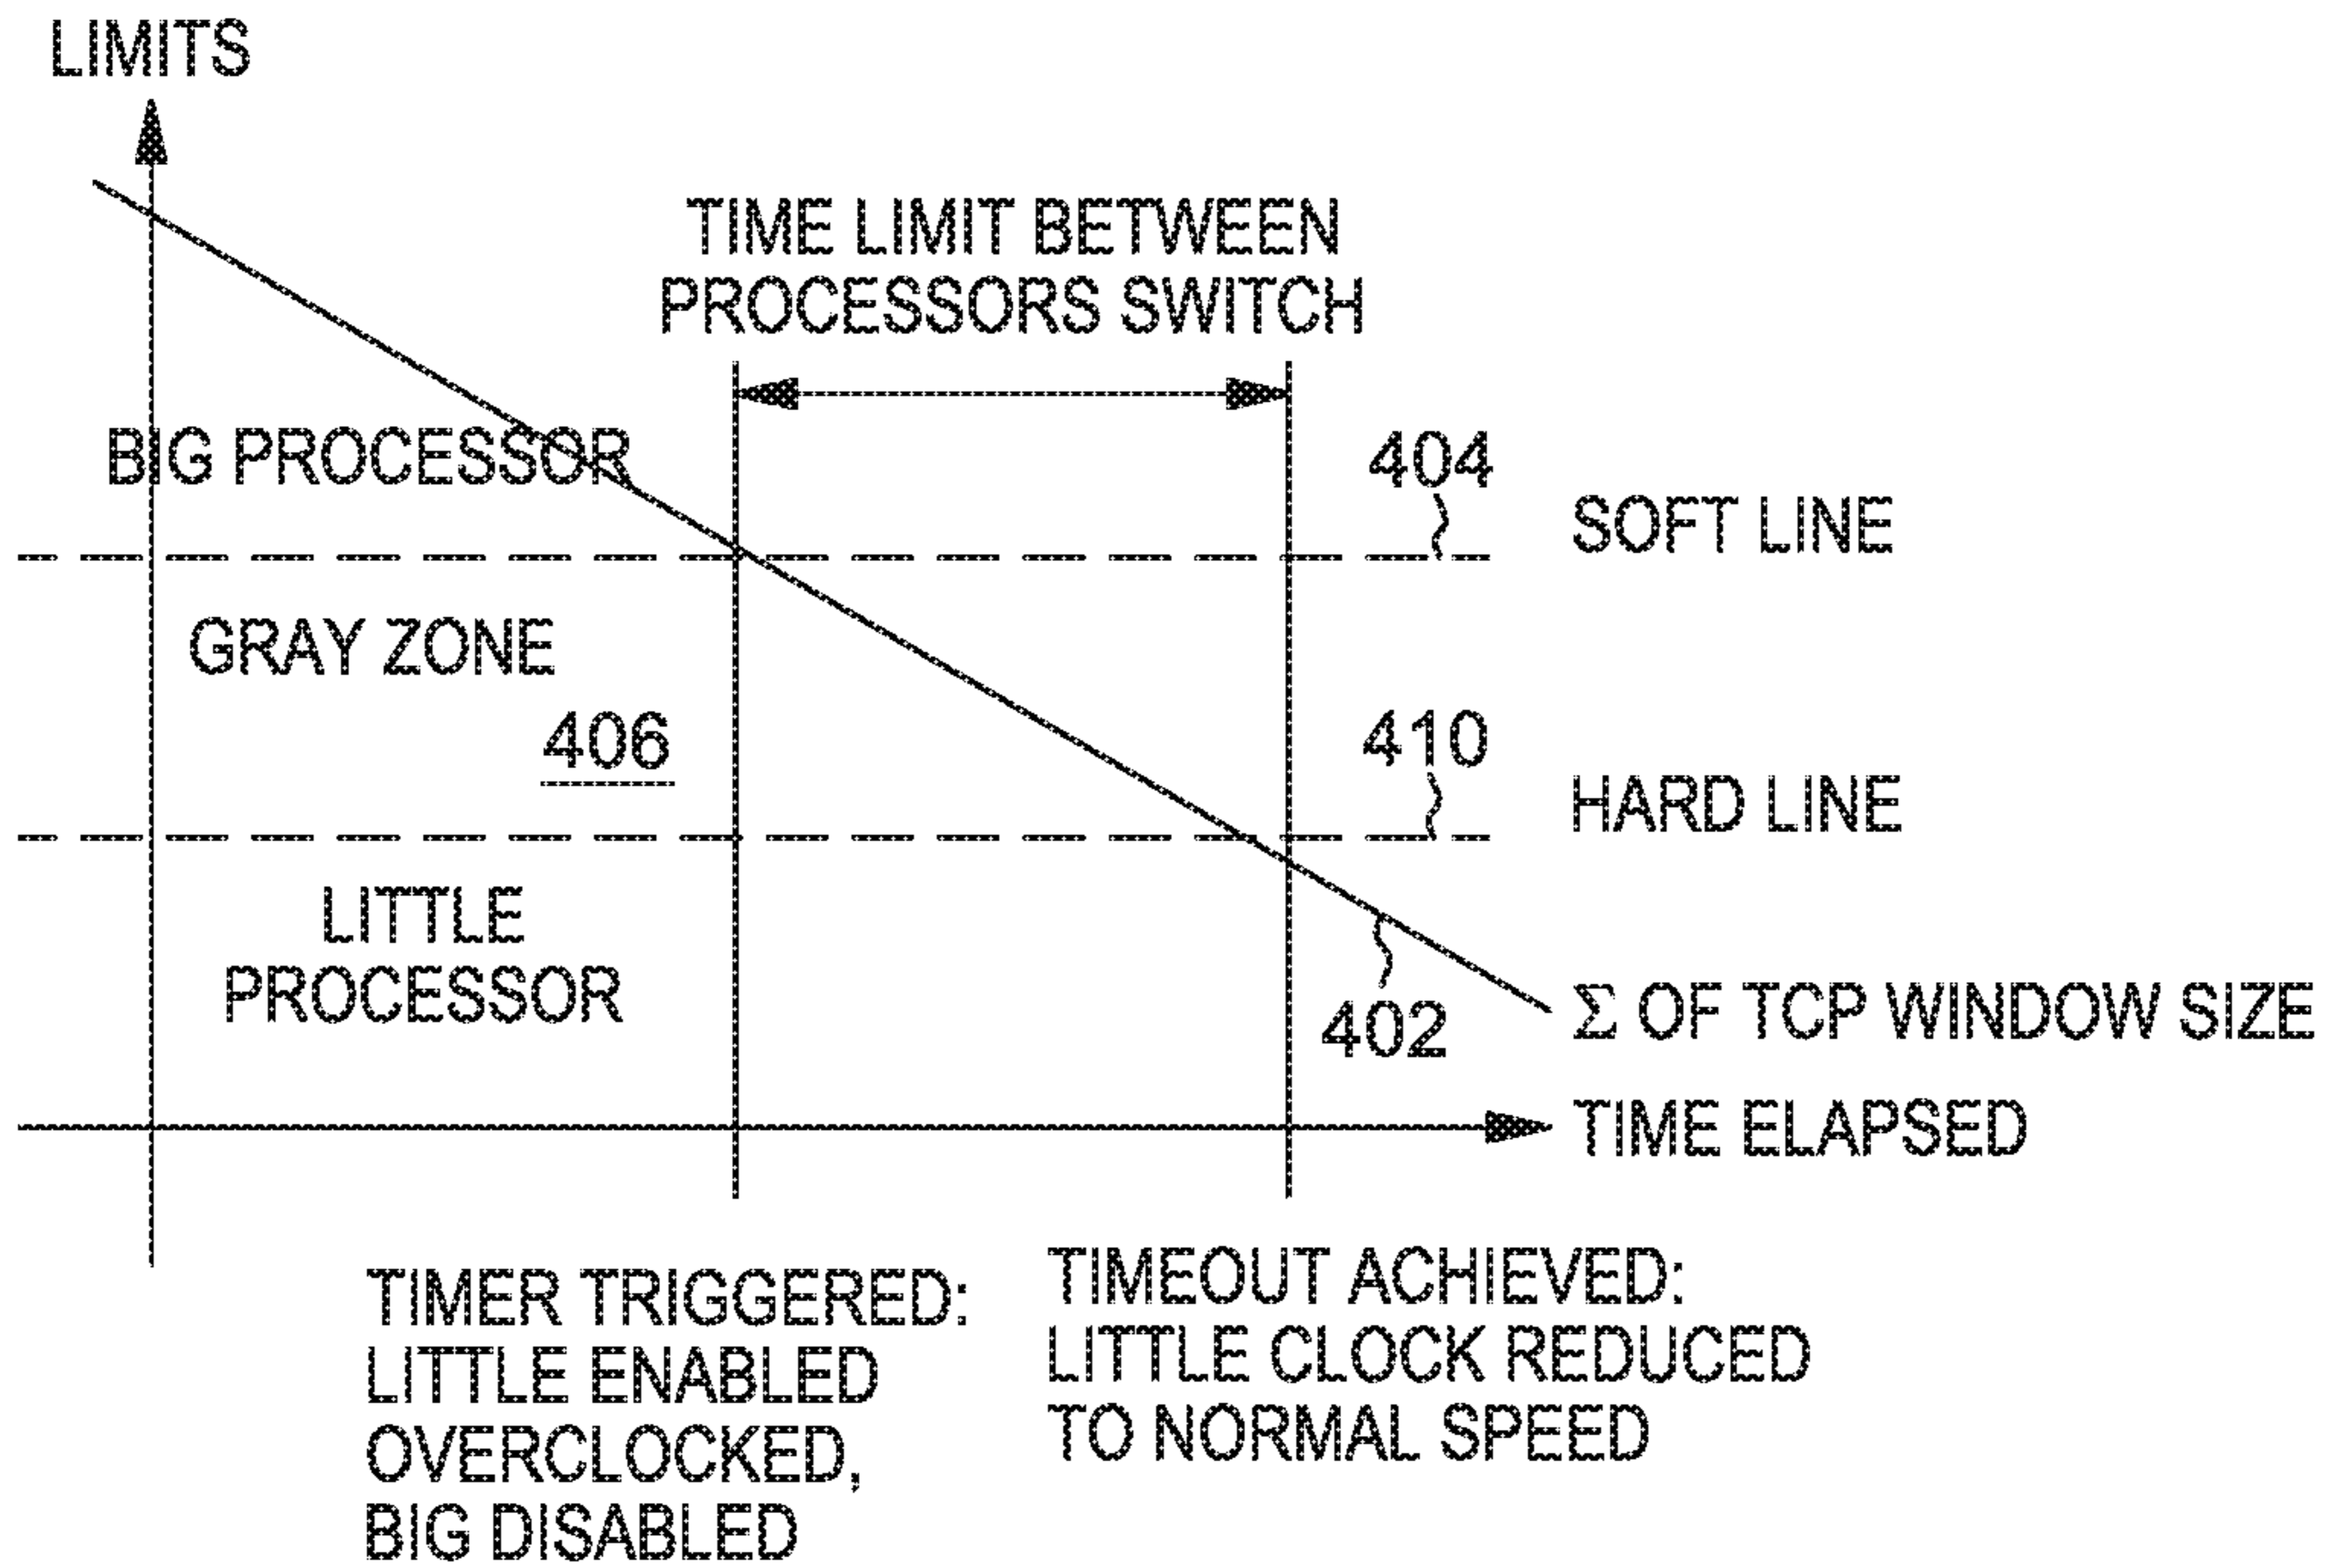 LIMITS
TIME LIMIT BETWEEN
PROCESSORS SWITCH
BIG PROCESSOR
404
SOFT LINE
GRAY ZONE
406
410
HARD LINE
LITTLE
PROCESSOR
402
Σ OF TCP WINDOW SIZE
TIME ELAPSED
TIMER TRIGGERED:
LITTLE ENABLED
OVERCLOCKED,
BIG DISABLED
TIMEOUT ACHIEVED:
LITTLE CLOCK REDUCED
TO NORMAL SPEED